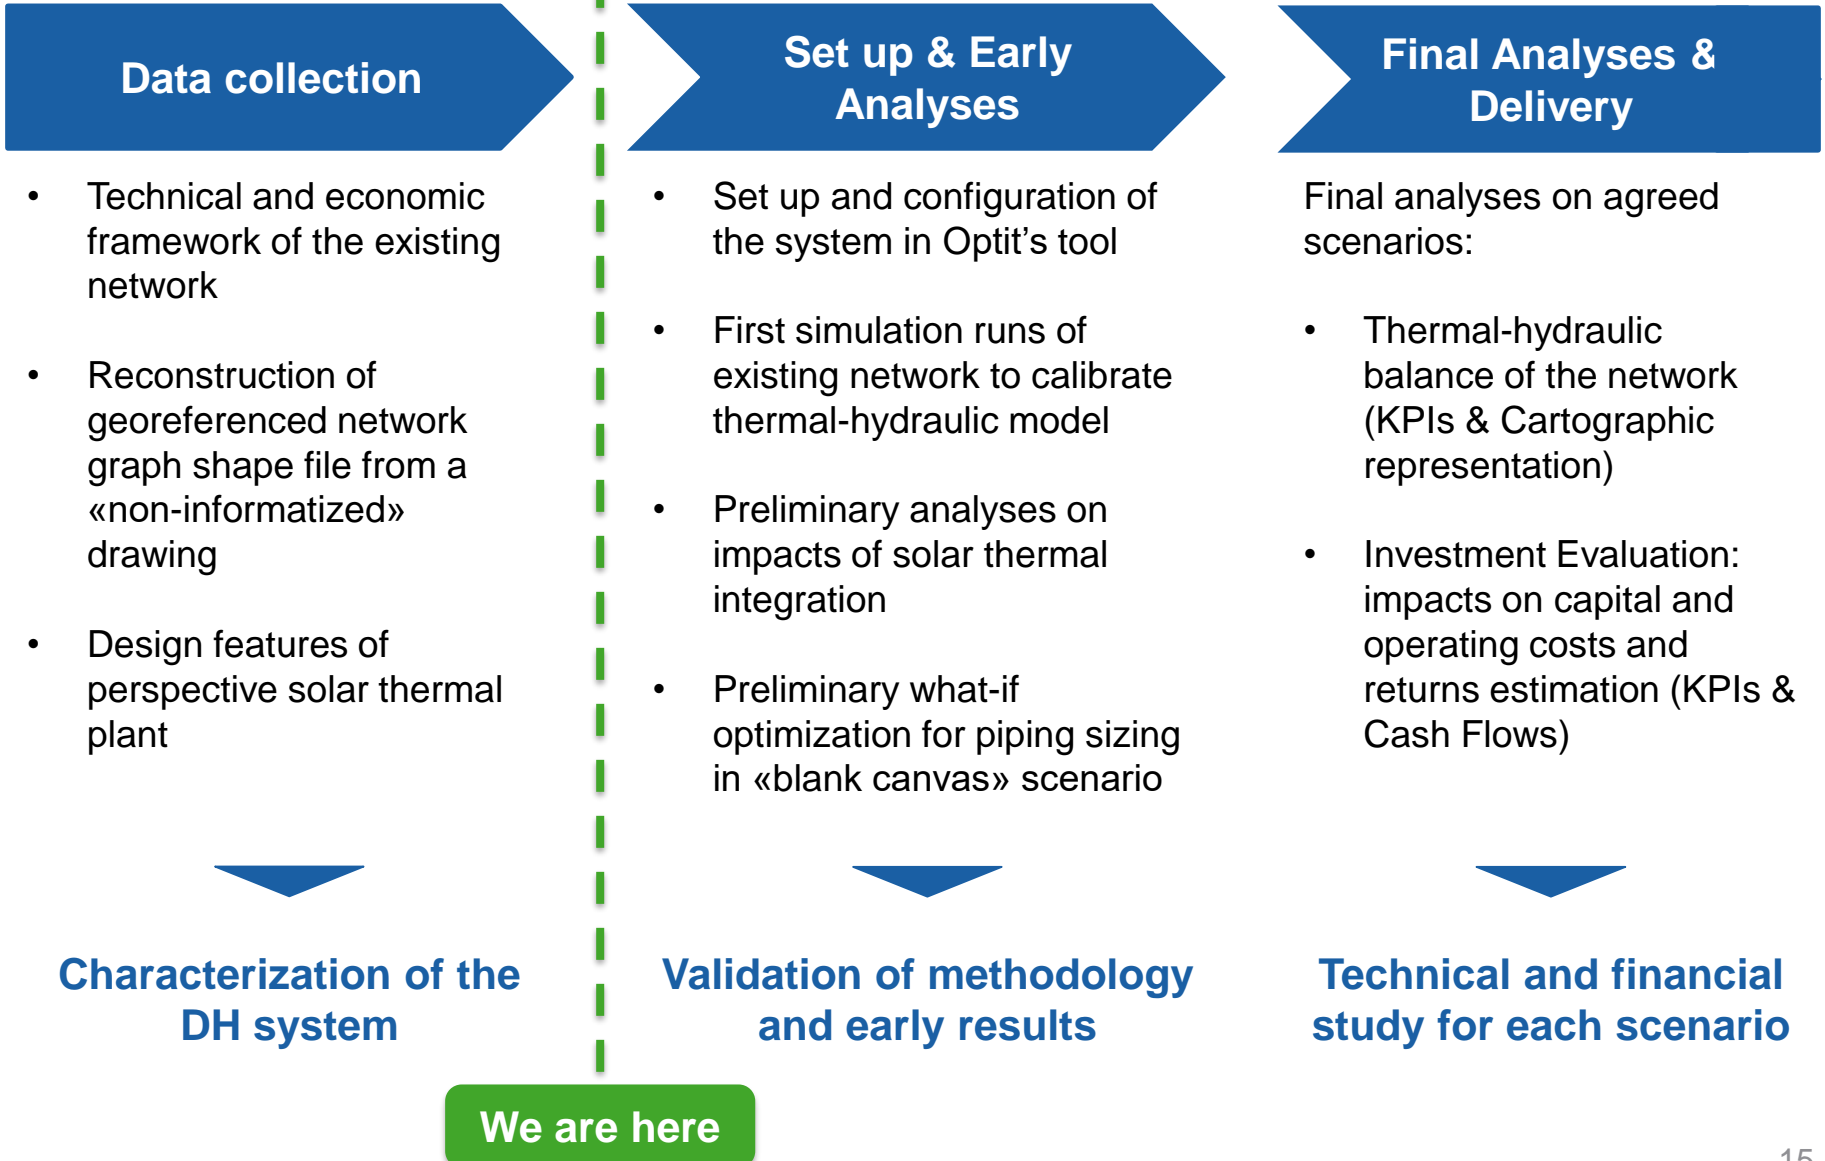 Data collection
• Technical and economic
framework of the existing
network
• Reconstruction of
georeferenced network
graph shape file from a
«non-informatized»
drawing
• Design features of
perspective solar thermal
plant
Characterization of the
DH system
Set up & Early
Analyses
• Set up and configuration of
the system in Optit’s tool
• First simulation runs of
existing network to calibrate
thermal-hydraulic model
• Preliminary analyses on
impacts of solar thermal
integration
• Preliminary what-if
optimization for piping sizing
in «blank canvas» scenario
Validation of methodology
and early results
Final Analyses &
Delivery
Final analyses on agreed
scenarios:
• Thermal-hydraulic
balance of the network
(KPIs & Cartographic
representation)
• Investment Evaluation:
impacts on capital and
operating costs and
returns estimation (KPIs &
Cash Flows)
Technical and financial
study for each scenario
We are here
15